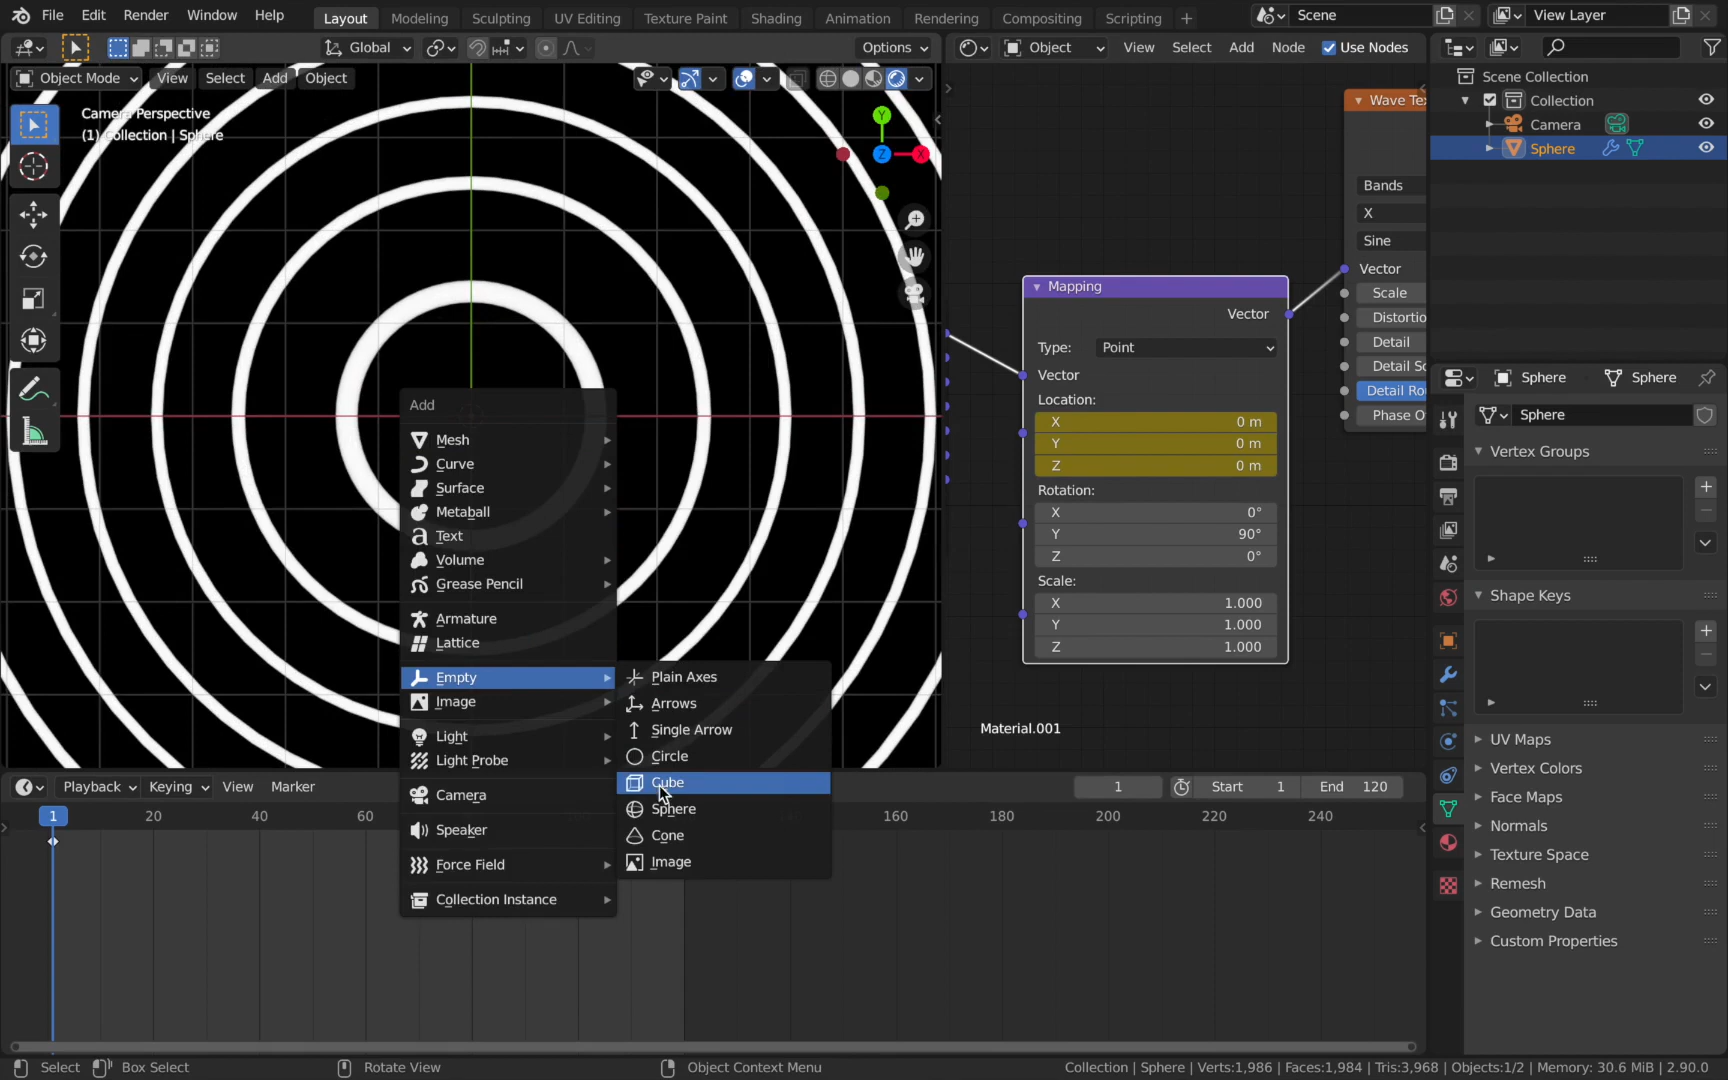 File Edit Render Window Help Layout Modeling Sculpting UV Editing Texture Paint Shading Animation Rendering Compositing Scripting + Scene View Layer
Global Options Object View Select Add Node Use Nodes
Object Mode View Select Add Object
Camera Perspective
(1) Collection | Sphere
Y
Z X
Add
Mesh
Curve
Surface
Metaball
Text
Volume
Grease Pencil
Armature
Lattice
Empty
Image
Light
Light Probe
Camera
Speaker
Force Field
Collection Instance
Plain Axes
Arrows
Single Arrow
Circle
Cube
Sphere
Cone
Image
Mapping
Vector
Type: Point
Vector
Location:
X 0 m
Y 0 m
Z 0 m
Rotation:
X 0°
Y 90°
Z 0°
Scale:
X 1.000
Y 1.000
Z 1.000
Material.001
Wave Tex
Bands
X
Sine
Vector
Scale
Distortio
Detail
Detail Sc
Detail Ro
Phase O
Scene Collection
Collection
Camera
Sphere
Sphere Sphere
Sphere
Vertex Groups
Shape Keys
UV Maps
Vertex Colors
Face Maps
Normals
Texture Space
Remesh
Geometry Data
Custom Properties
Playback Keying View Marker 1 Start 1 End 120
1 20 40 60 160 180 200 220 240
Select Box Select Rotate View Object Context Menu Collection | Sphere | Verts:1,986 | Faces:1,984 | Tris:3,968 | Objects:1/2 | Memory: 30.6 MiB | 2.90.0